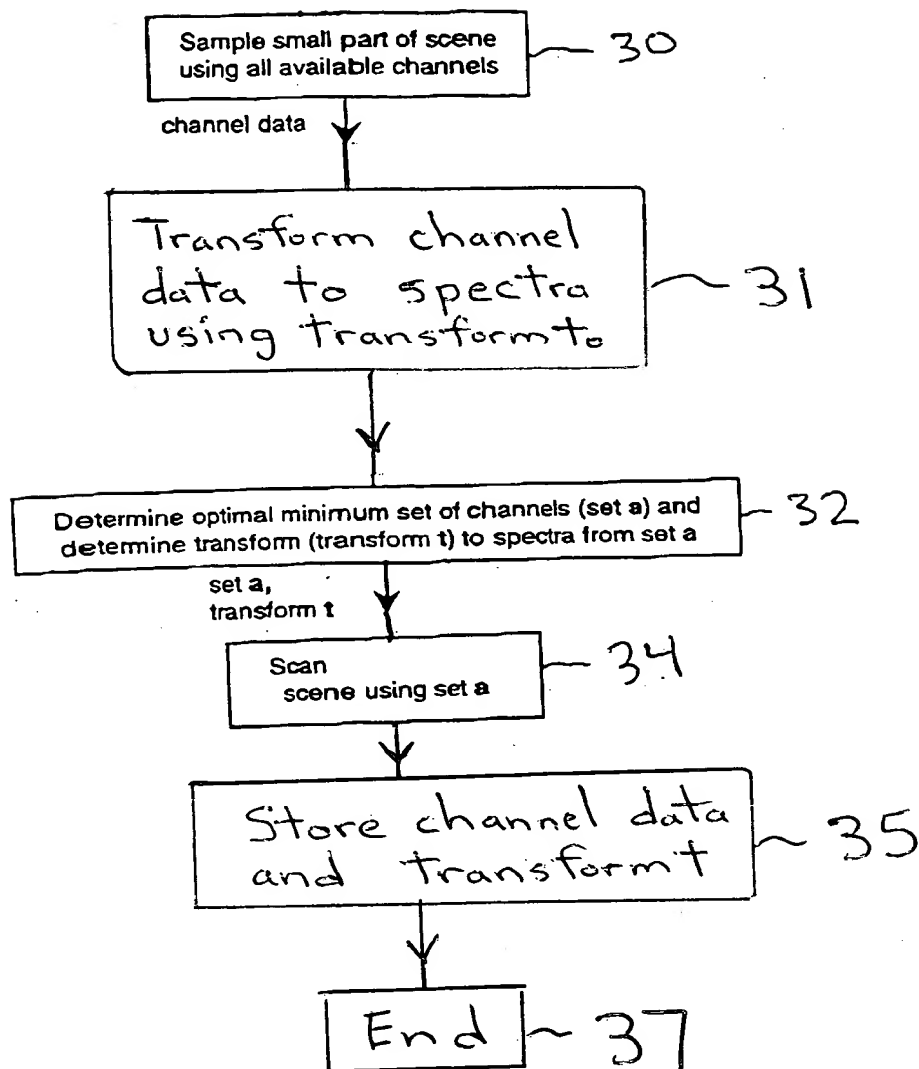 Sample small part of scene
using all available channels
30
channel data
Transform channel
data to spectra
using transform t₀
31
Determine optimal minimum set of channels (set a) and
determine transform (transform t) to spectra from set a
32
set a,
transform t
Scan
scene using set a
34
Store channel data
and transform t
35
End
37